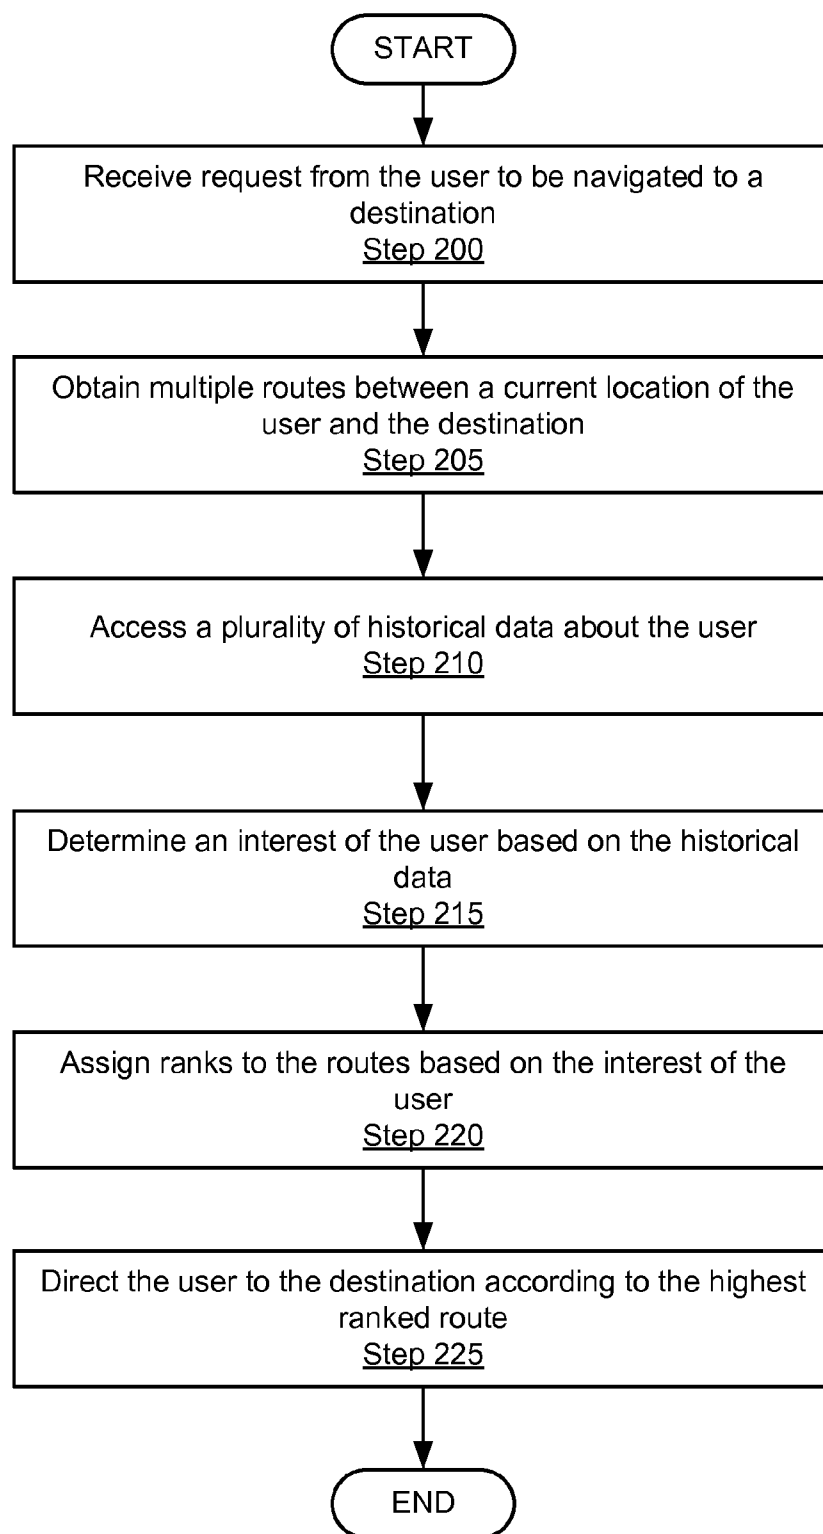 START
Receive request from the user to be navigated to a
destination
Step 200
Obtain multiple routes between a current location of the
user and the destination
Step 205
Access a plurality of historical data about the user
Step 210
Determine an interest of the user based on the historical
data
Step 215
Assign ranks to the routes based on the interest of the
user
Step 220
Direct the user to the destination according to the highest
ranked route
Step 225
END